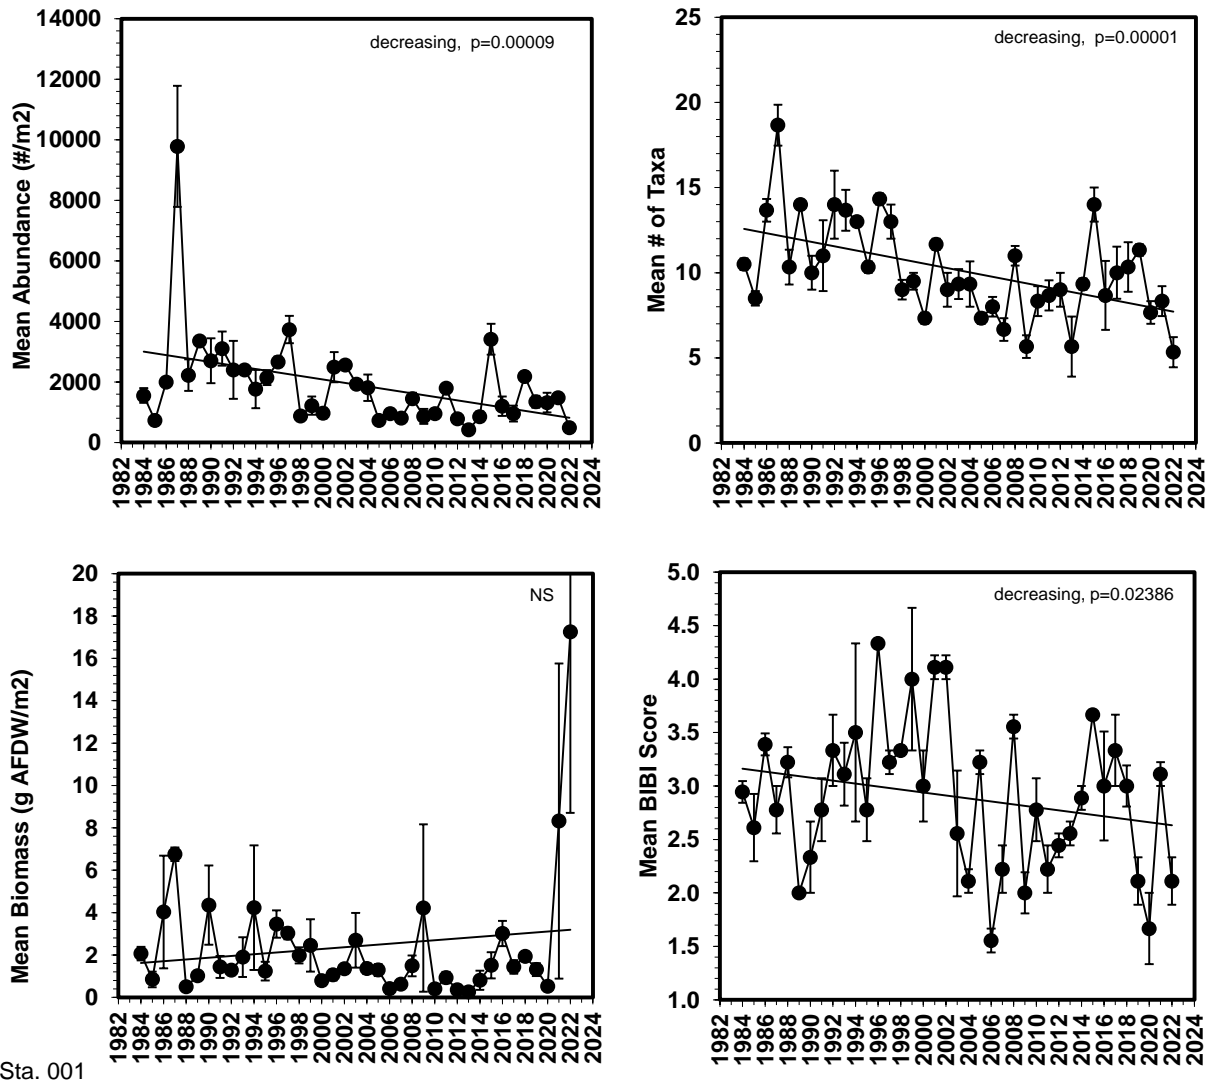 14000
12000
10000
8000
6000
4000
2000
0
Mean Abundance (#/m2)
decreasing,  p=0.00009
1982 1984 1986 1988 1990 1992 1994 1996 1998 2000 2002 2004 2006 2008 2010 2012 2014 2016 2018 2020 2022 2024
25
20
15
10
5
0
Mean # of Taxa
decreasing, p=0.00001
1982 1984 1986 1988 1990 1992 1994 1996 1998 2000 2002 2004 2006 2008 2010 2012 2014 2016 2018 2020 2022 2024
20
18
16
14
12
10
8
6
4
2
0
Mean Biomass (g AFDW/m2)
NS
1982 1984 1986 1988 1990 1992 1994 1996 1998 2000 2002 2004 2006 2008 2010 2012 2014 2016 2018 2020 2022 2024
5.0
4.5
4.0
3.5
3.0
2.5
2.0
1.5
1.0
Mean BIBI Score
decreasing, p=0.02386
1982 1984 1986 1988 1990 1992 1994 1996 1998 2000 2002 2004 2006 2008 2010 2012 2014 2016 2018 2020 2022 2024
Sta. 001